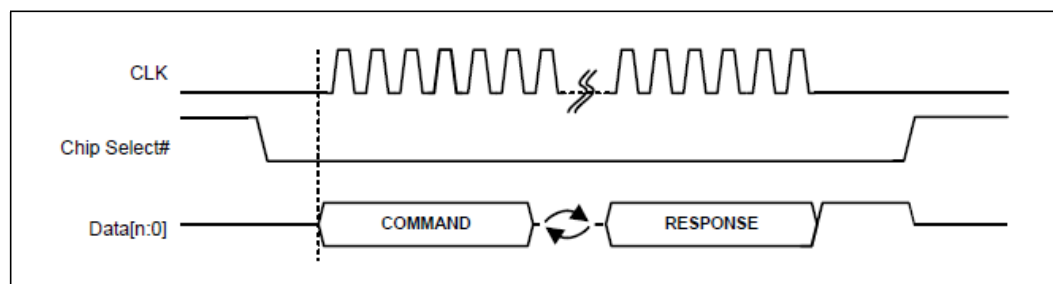 CLK
Chip Select#
Data[n:0]
COMMAND
RESPONSE